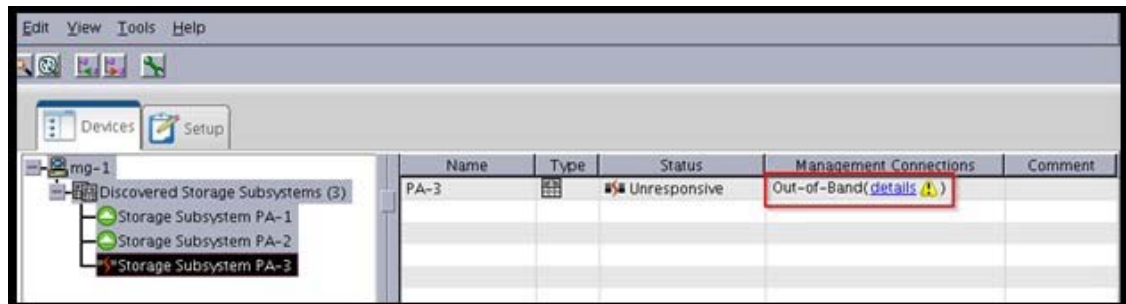 Edit View Tools Help
Devices Setup
mg-1
Discovered Storage Subsystems (3)
Storage Subsystem PA-1
Storage Subsystem PA-2
Storage Subsystem PA-3
Name Type Status Management Connections Comment
PA-3 Unresponsive Out-of-Band(details )